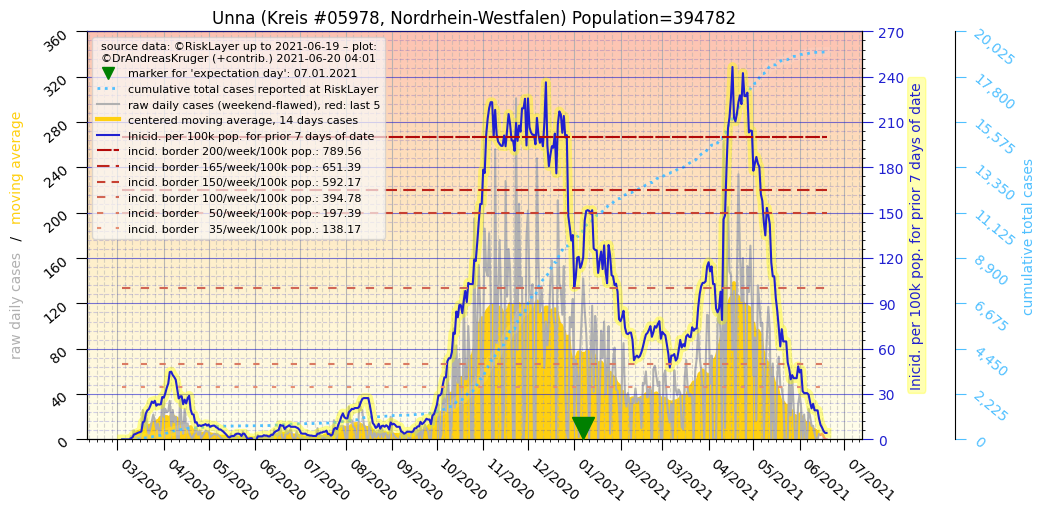 Unna (Kreis #05978, Nordrhein-Westfalen) Population=394782
source data: ©RiskLayer up to 2021-06-19 – plot:
©DrAndreasKruger (+contrib.) 2021-06-20 04:01
marker for 'expectation day': 07.01.2021
cumulative total cases reported at RiskLayer
raw daily cases (weekend-flawed), red: last 5
centered moving average, 14 days cases
Inicid. per 100k pop. for prior 7 days of date
incid. border 200/week/100k pop.: 789.56
incid. border 165/week/100k pop.: 651.39
incid. border 150/week/100k pop.: 592.17
incid. border 100/week/100k pop.: 394.78
incid. border 50/week/100k pop.: 197.39
incid. border 35/week/100k pop.: 138.17
raw daily cases / moving average
360
320
280
240
200
160
120
80
40
0
03/2020
04/2020
05/2020
06/2020
07/2020
08/2020
09/2020
10/2020
11/2020
12/2020
01/2021
02/2021
03/2021
04/2021
05/2021
06/2021
07/2021
270
240
210
180
150
120
90
60
30
0
Inicid. per 100k pop. for prior 7 days of date
20,025
17,800
15,575
13,350
11,125
8,900
6,675
4,450
2,225
0
cumulative total cases